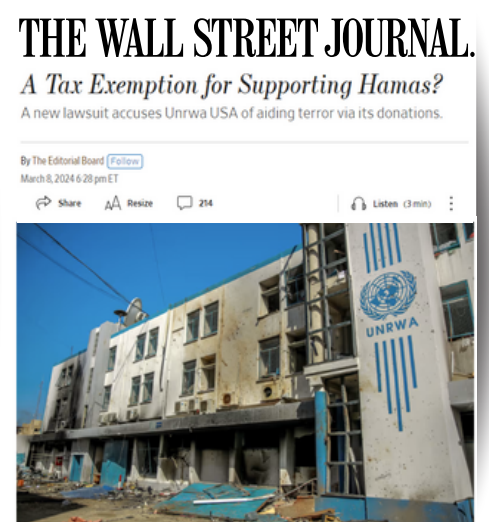 THE WALL STREET JOURNAL.
A Tax Exemption for Supporting Hamas?
A new lawsuit accuses Unrwa USA of aiding terror via its donations.
By The Editorial Board Follow
March 8, 2024 6:28 pm ET
Share AA Resize 214 Listen (3 min)
UNRWA